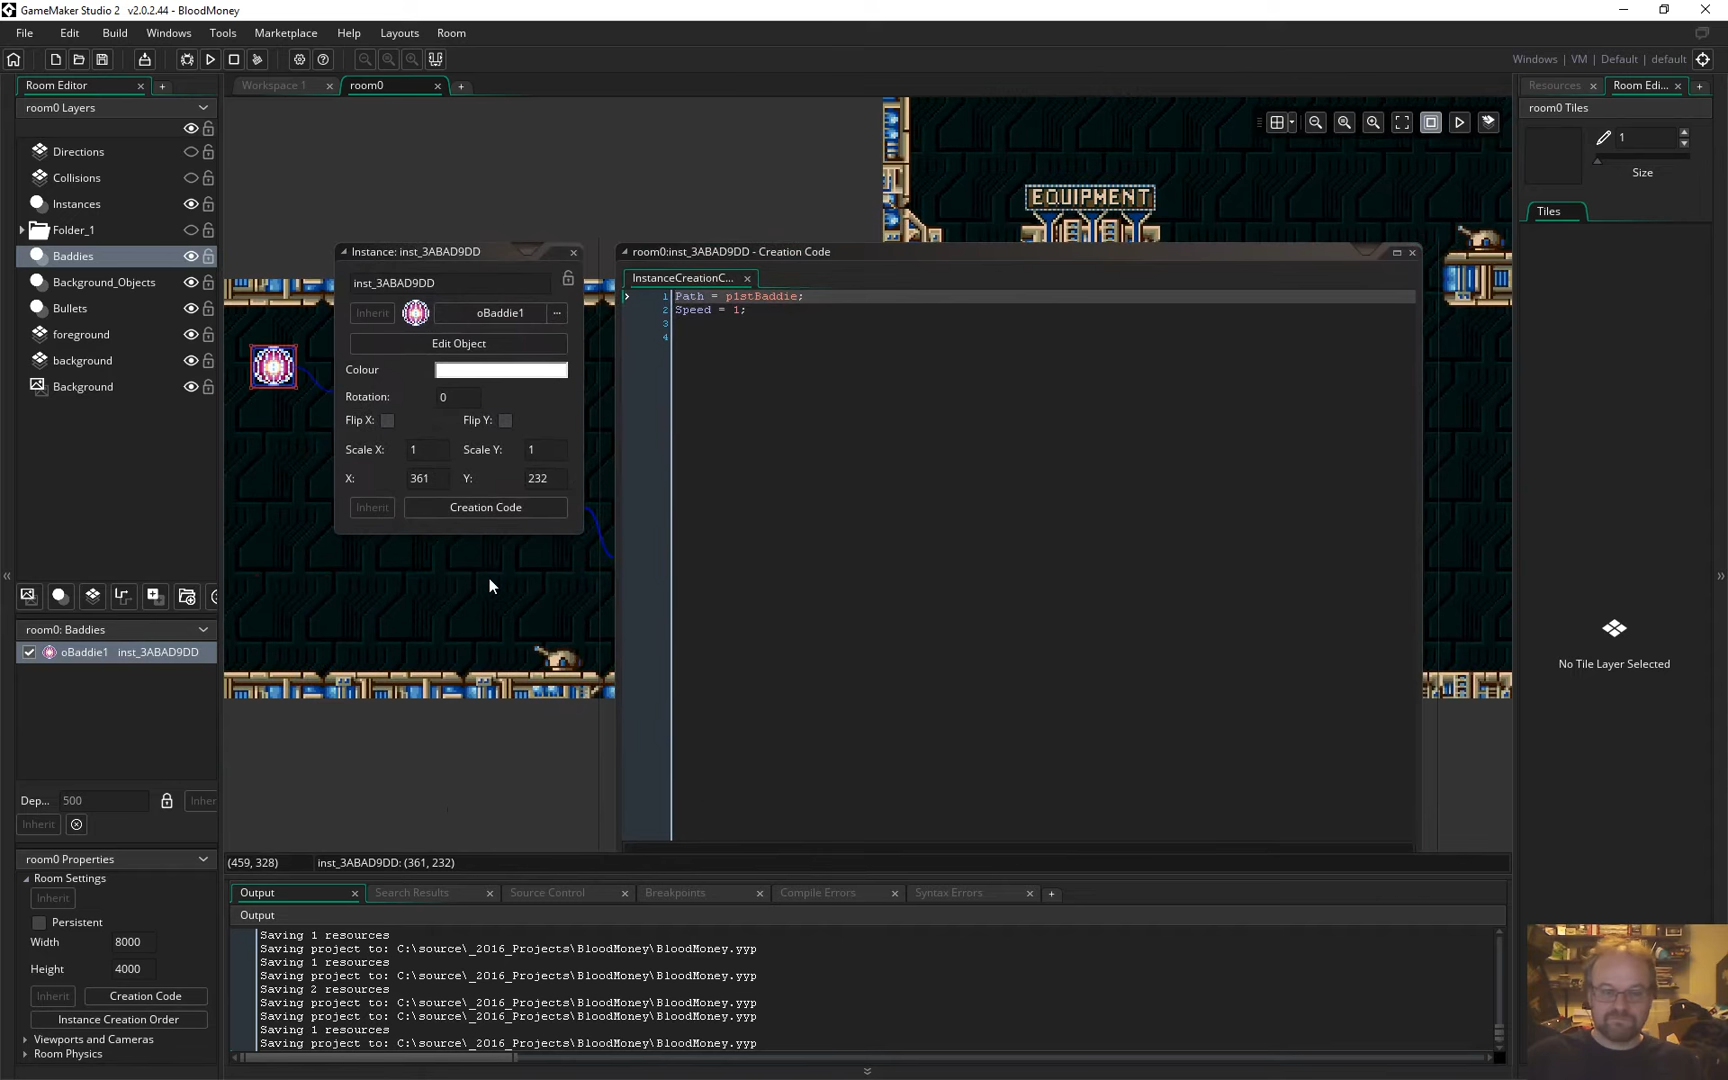 GameMaker Studio 2 v2.0.2.44 - BloodMoney
File Edit Build Windows Tools Marketplace Help Layouts Room
Windows | VM | Default | default
Room Editor
room0 Layers
Directions
Collisions
Instances
Folder_1
Baddies
Background_Objects
Bullets
foreground
background
Background
room0: Baddies
oBaddie1 inst_3ABAD9DD
Dep... 500 Inher
Inherit
room0 Properties
Room Settings
Inherit
Persistent
Width 8000
Height 4000
Inherit Creation Code
Instance Creation Order
Viewports and Cameras
Room Physics
Workspace 1 room0
EQUIPMENT
Instance: inst_3ABAD9DD
inst_3ABAD9DD
Inherit oBaddie1 ...
Edit Object
Colour
Rotation: 0
Flip X: Flip Y:
Scale X: 1 Scale Y: 1
X: 361 Y: 232
Inherit Creation Code
room0:inst_3ABAD9DD - Creation Code
InstanceCreationC...
1 Path = p1stBaddie;
2 Speed = 1;
3
4
(459, 328) inst_3ABAD9DD: (361, 232)
Output Search Results Source Control Breakpoints Compile Errors Syntax Errors
Output
Saving 1 resources
Saving project to: C:\source\_2016_Projects\BloodMoney\BloodMoney.yyp
Saving 1 resources
Saving project to: C:\source\_2016_Projects\BloodMoney\BloodMoney.yyp
Saving 2 resources
Saving project to: C:\source\_2016_Projects\BloodMoney\BloodMoney.yyp
Saving project to: C:\source\_2016_Projects\BloodMoney\BloodMoney.yyp
Saving 1 resources
Saving project to: C:\source\_2016_Projects\BloodMoney\BloodMoney.yyp
Resources Room Edi...
room0 Tiles
1
Size
Tiles
No Tile Layer Selected